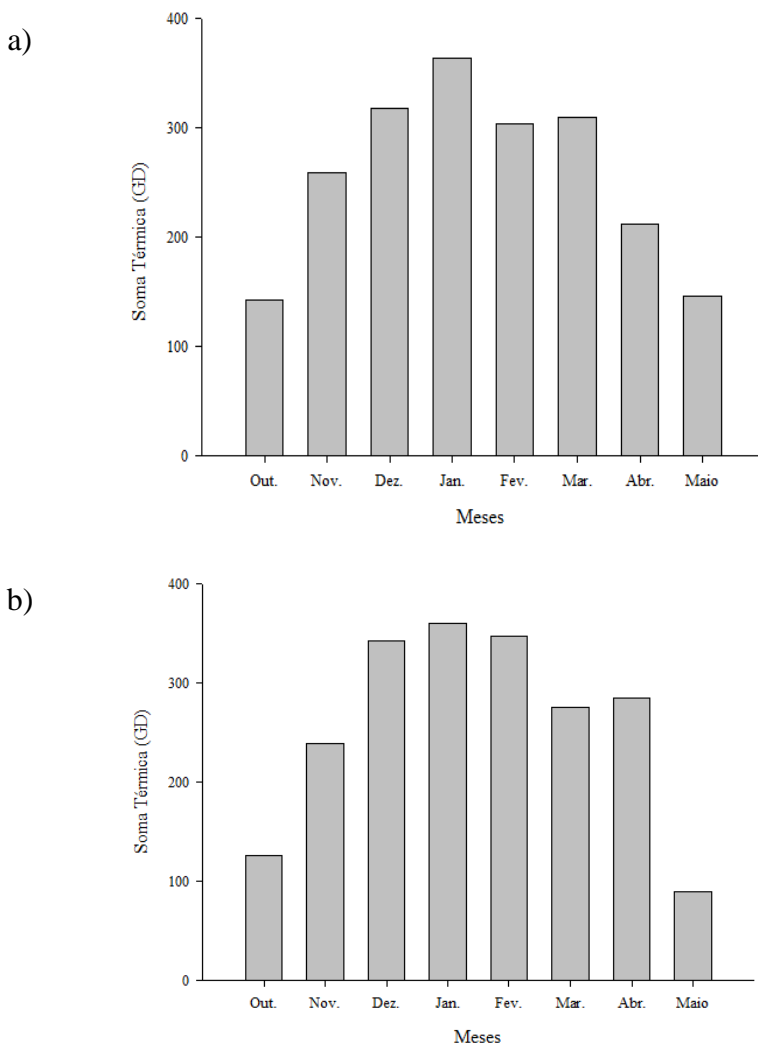 a)
400
300
200
100
0
Soma Térmica (GD)
Out. Nov. Dez. Jan. Fev. Mar. Abr. Maio
Meses
b)
400
300
200
100
0
Soma Térmica (GD)
Out. Nov. Dez. Jan. Fev. Mar. Abr. Maio
Meses